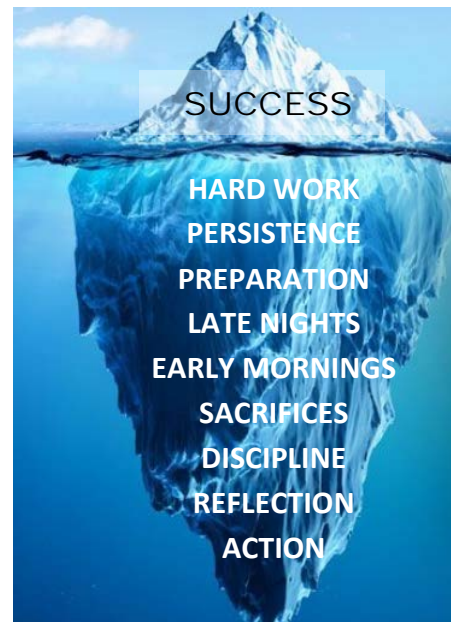 SUCCESS
HARD WORK
PERSISTENCE
PREPARATION
LATE NIGHTS
EARLY MORNINGS
SACRIFICES
DISCIPLINE
REFLECTION
ACTION